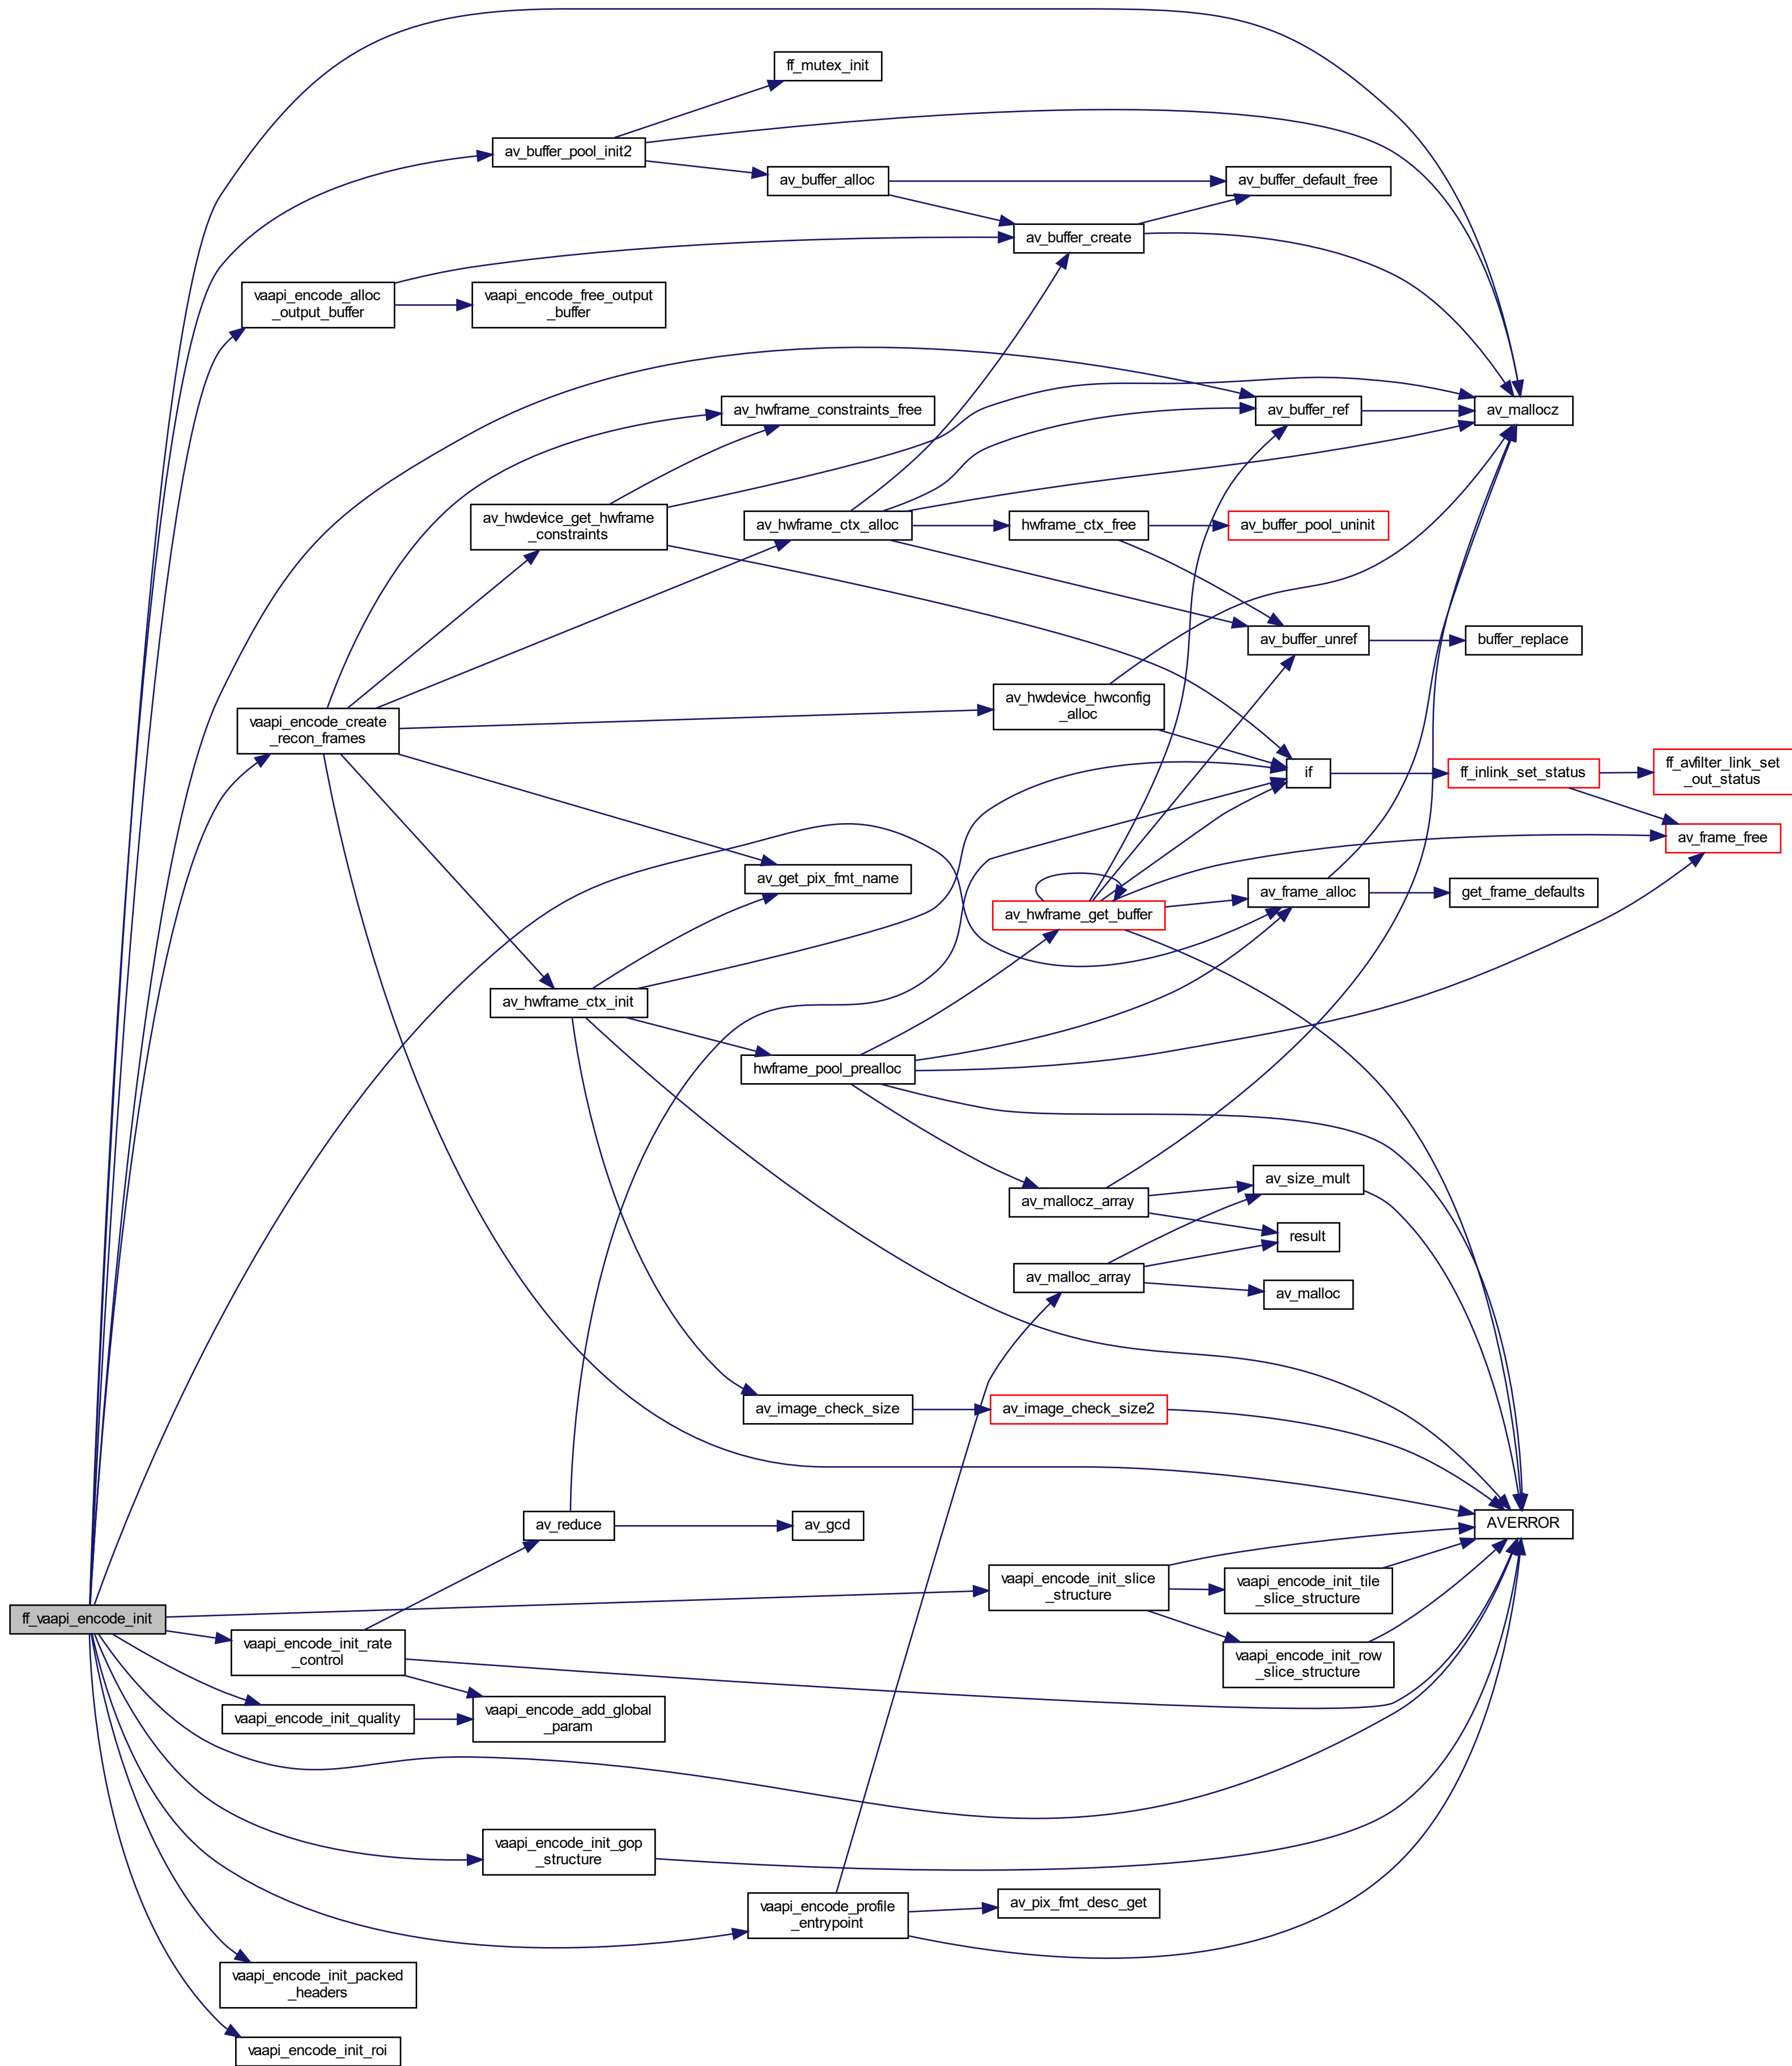 ff_mutex_init
av_buffer_pool_init2
av_buffer_alloc
av_buffer_default_free
av_buffer_create
vaapi_encode_alloc
_output_buffer
vaapi_encode_free_output
_buffer
av_hwframe_constraints_free
av_buffer_ref
av_mallocz
av_hwdevice_get_hwframe
_constraints
av_hwframe_ctx_alloc
hwframe_ctx_free
av_buffer_pool_uninit
av_buffer_unref
buffer_replace
av_hwdevice_hwconfig
_alloc
vaapi_encode_create
_recon_frames
if
ff_inlink_set_status
ff_avfilter_link_set
_out_status
av_frame_free
av_get_pix_fmt_name
av_frame_alloc
get_frame_defaults
av_hwframe_get_buffer
av_hwframe_ctx_init
hwframe_pool_prealloc
av_size_mult
av_mallocz_array
result
av_malloc_array
av_malloc
av_image_check_size
av_image_check_size2
av_reduce
av_gcd
AVERROR
vaapi_encode_init_slice
_structure
vaapi_encode_init_tile
_slice_structure
ff_vaapi_encode_init
vaapi_encode_init_rate
_control
vaapi_encode_init_row
_slice_structure
vaapi_encode_init_quality
vaapi_encode_add_global
_param
vaapi_encode_init_gop
_structure
vaapi_encode_profile
_entrypoint
av_pix_fmt_desc_get
vaapi_encode_init_packed
_headers
vaapi_encode_init_roi